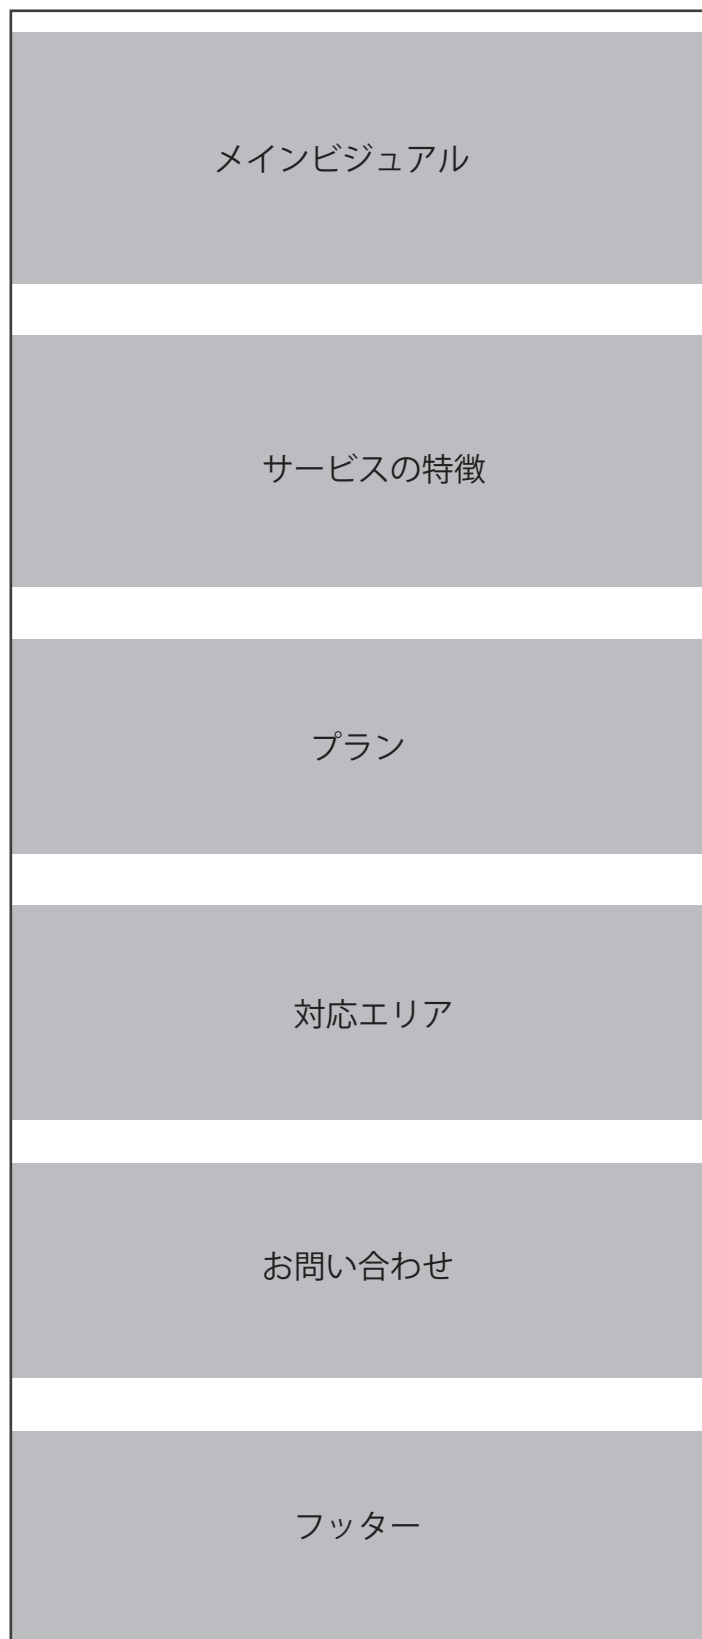 メインビジュアル
サービスの特徴
プラン
対応エリア
お問い合わせ
フッター